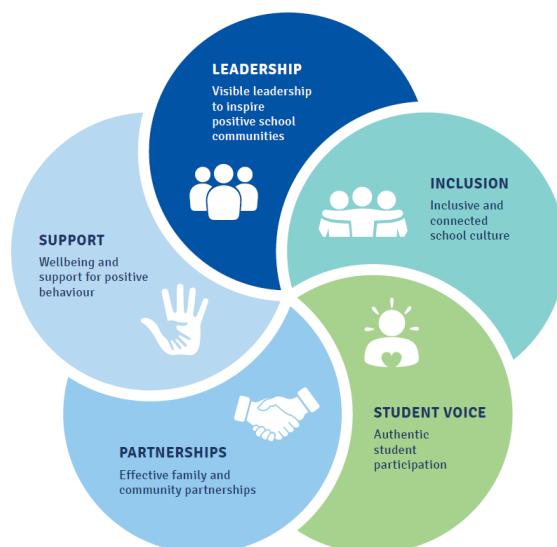 LEADERSHIP
Visible leadership
to inspire
positive school
communities
INCLUSION
Inclusive and
connected
school culture
SUPPORT
Wellbeing and
support for positive
behaviour
STUDENT VOICE
Authentic
student
participation
PARTNERSHIPS
Effective family and
community partnerships